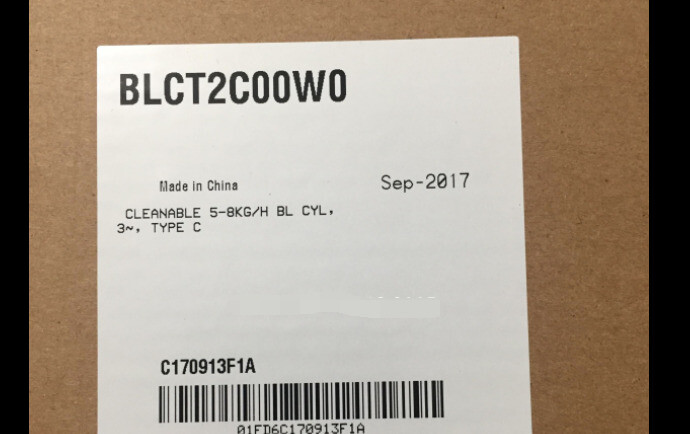 BLCT2C00W0
Made in China Sep-2017
CLEANABLE 5-8KG/H BL CYL,
3~, TYPE C
C170913F1A
01FD6C170913F1A